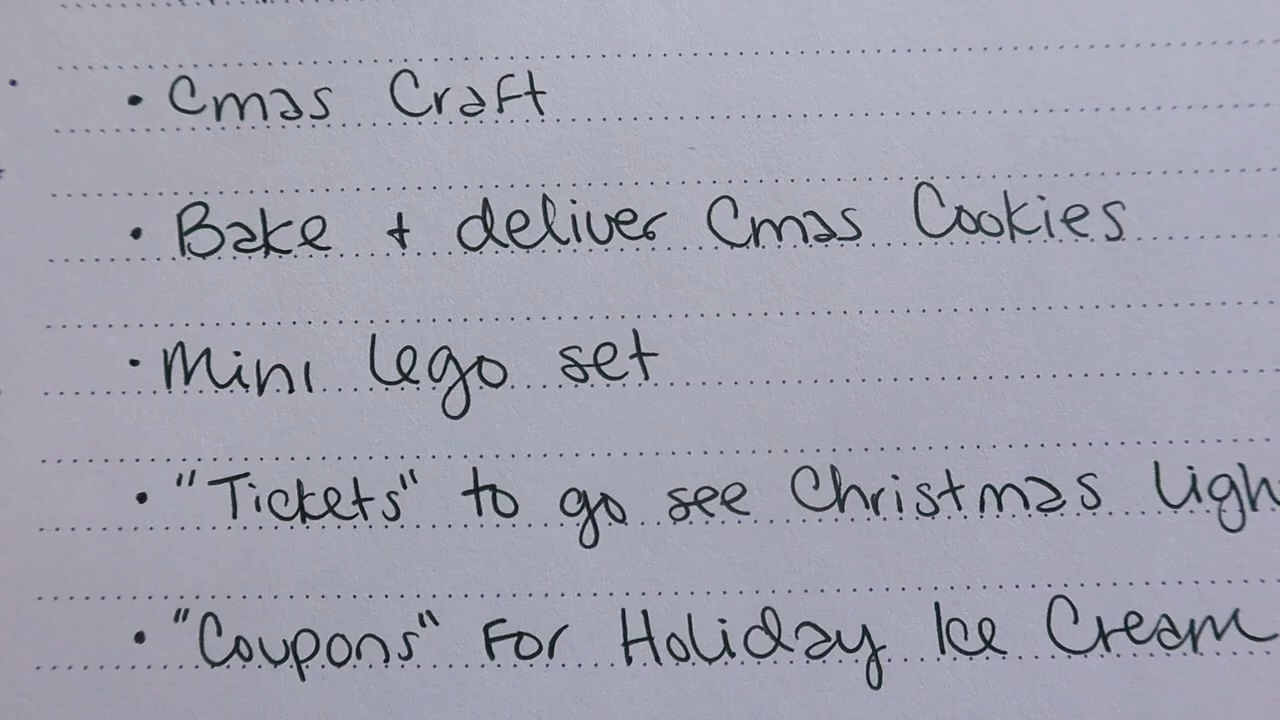 • Cmas Craft
• Bake + deliver Cmas Cookies
• Mini lego set
• "Tickets" to go see Christmas Ligh
• "Coupons" For Holiday Ice Cream